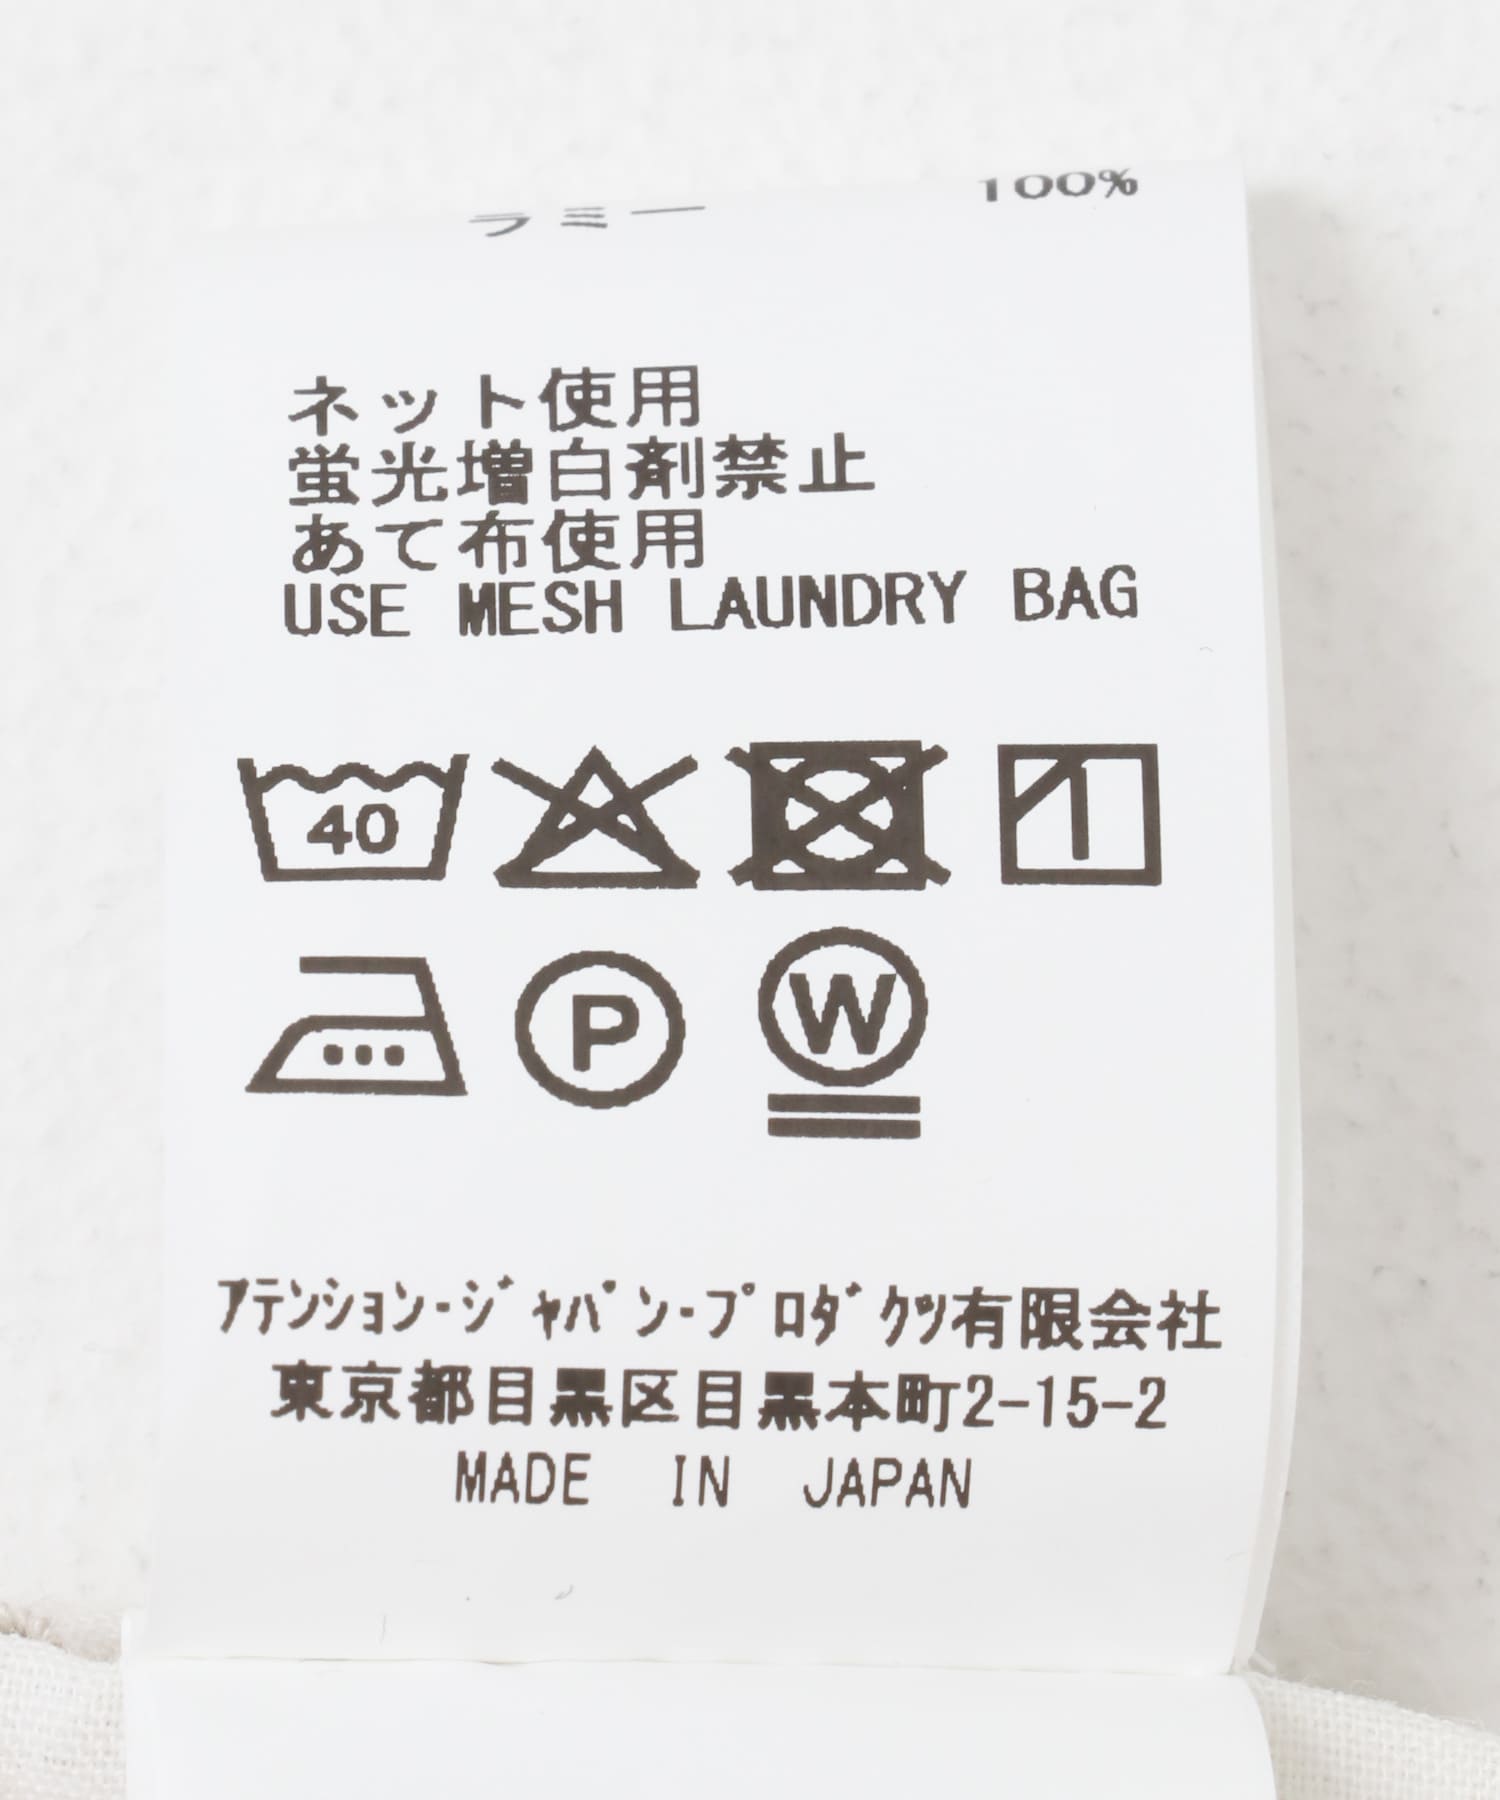 ラミー 100%
ネット使用
蛍光増白剤禁止
あて布使用
USE MESH LAUNDRY BAG
40
P W
ｱﾃﾝｼｮﾝ-ｼﾞｬﾊﾟﾝ-ﾌﾟﾛﾀﾞｸﾂ有限会社
東京都目黒区目黒本町2-15-2
MADE IN JAPAN